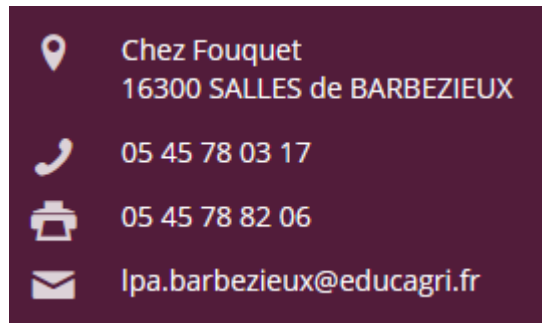 Chez Fouquet
16300 SALLES de BARBEZIEUX
05 45 78 03 17
05 45 78 82 06
lpa.barbezieux@educagri.fr